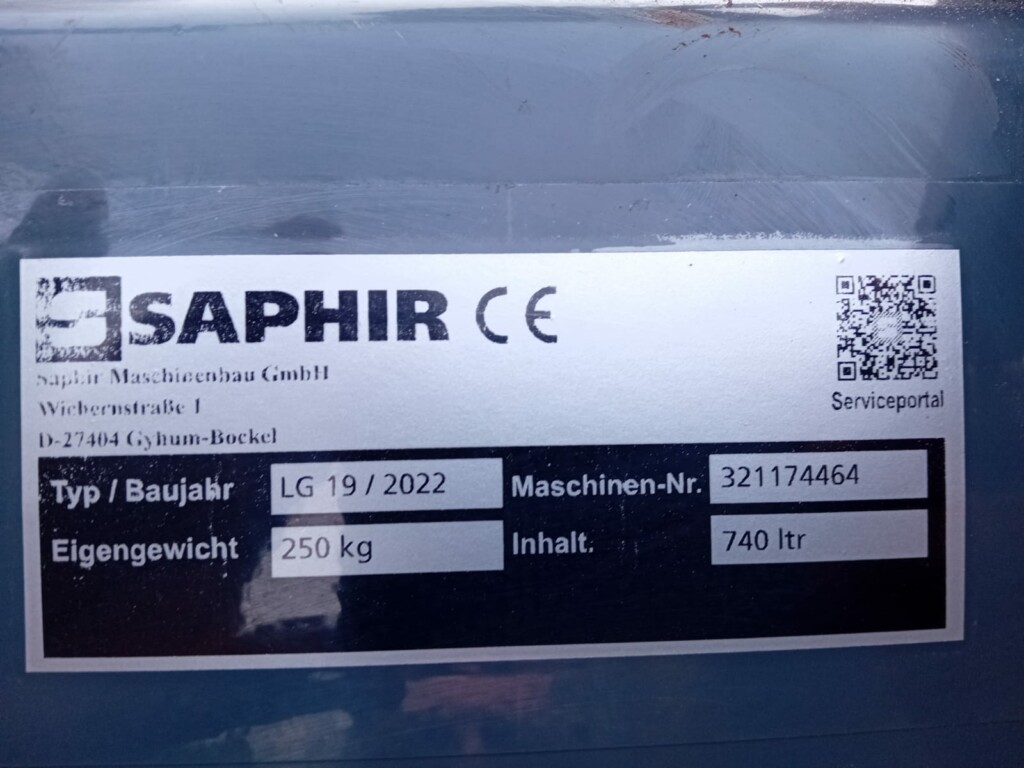 SAPHIR CE
Saphir Maschinenbau GmbH
Wichernstraße 1
D-27404 Gyhum-Bockel
Serviceportal
Typ / Baujahr LG 19 / 2022 Maschinen-Nr. 321174464
Eigengewicht 250 kg Inhalt. 740 ltr